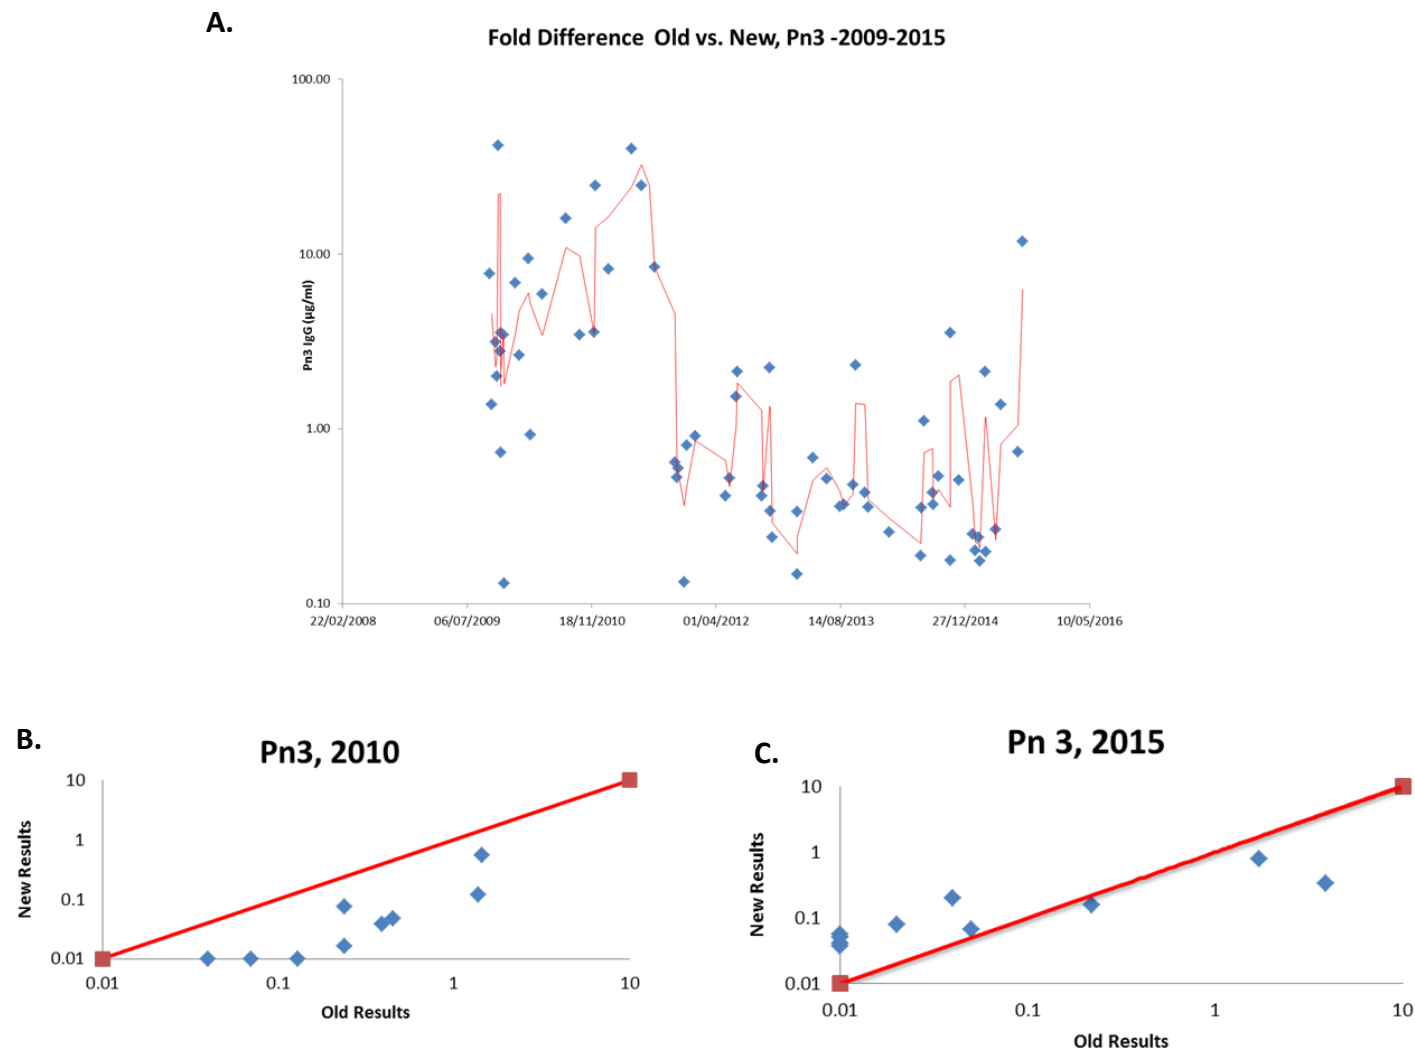 A.
Fold Difference Old vs. New, Pn3 -2009-2015
100.00
10.00
1.00
0.10
Pn3 IgG (µg/ml)
22/02/2008 06/07/2009 18/11/2010 01/04/2012 14/08/2013 27/12/2014 10/05/2016
B.
Pn3, 2010
10
1
0.1
0.01
New Results
0.01 0.1 1 10
Old Results
C.
Pn 3, 2015
10
1
0.1
0.01
New Results
0.01 0.1 1 10
Old Results